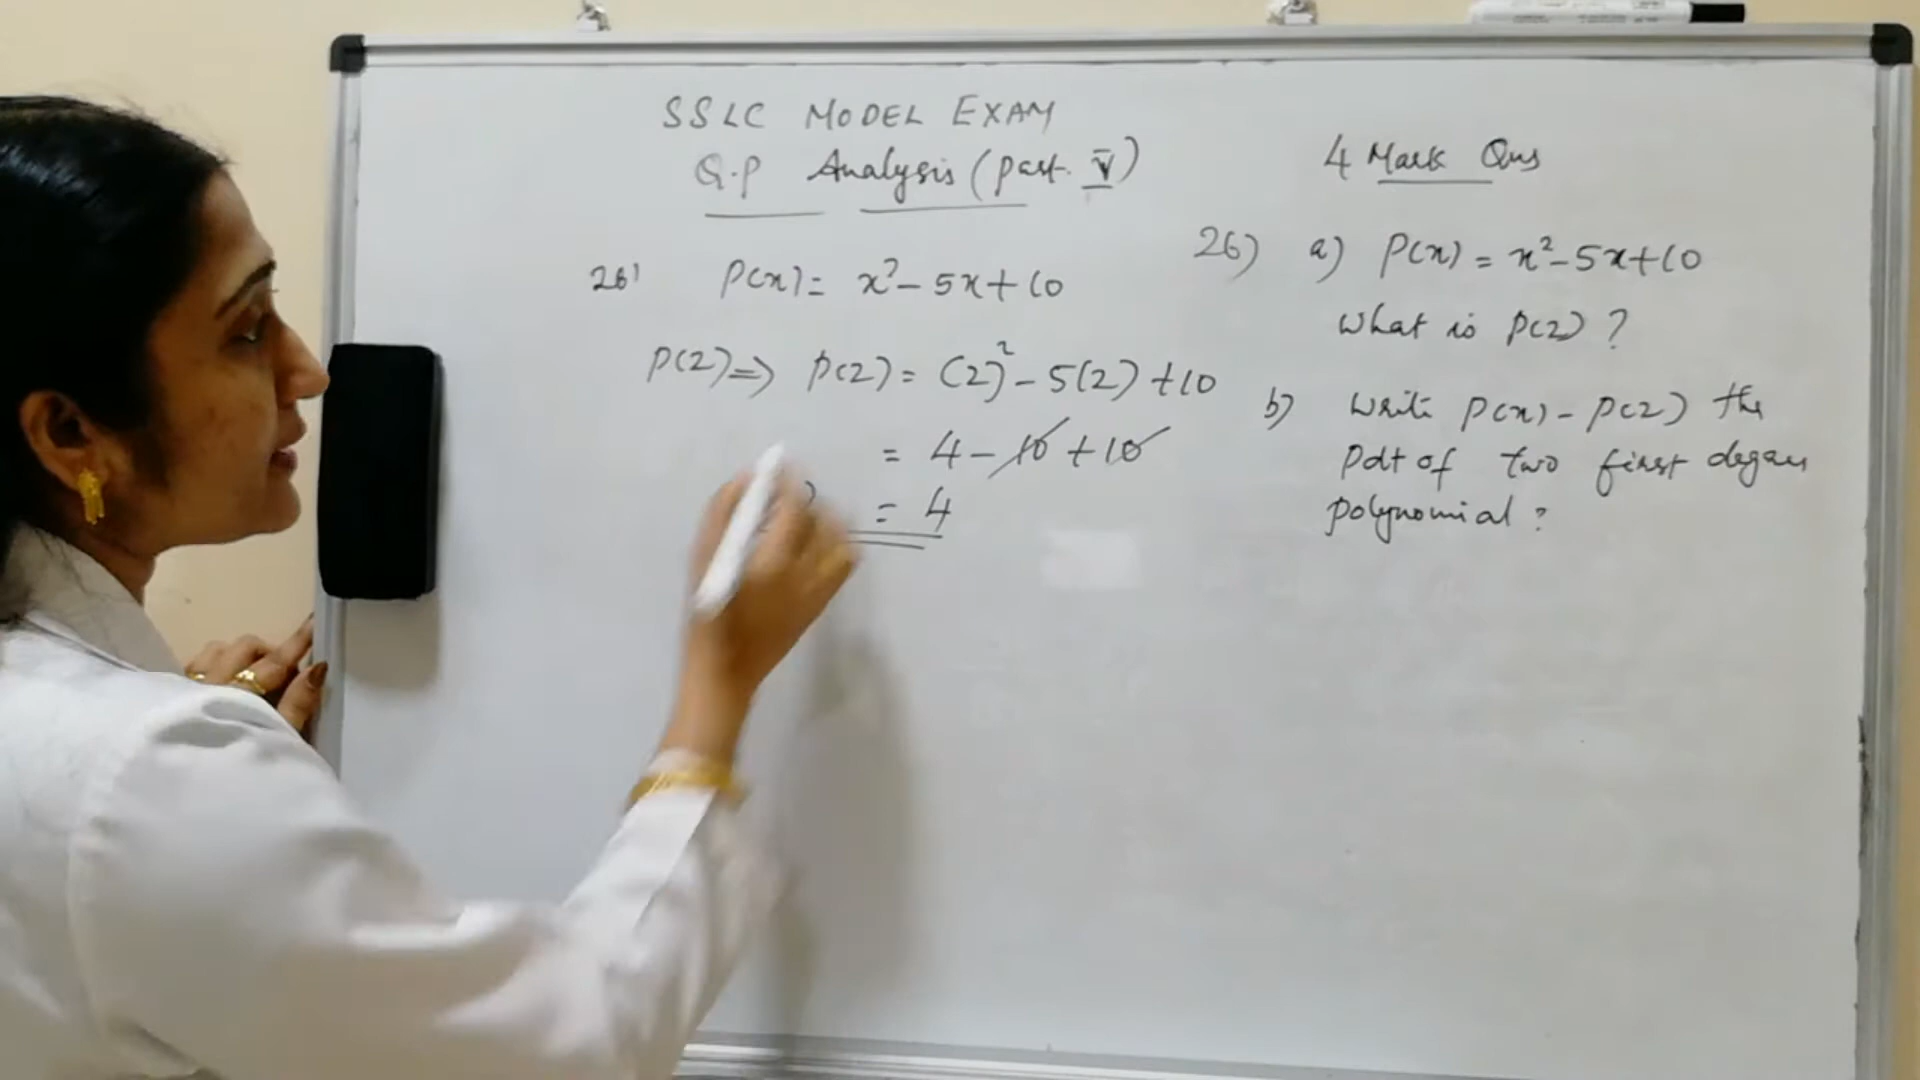 SSLC MODEL EXAM
Q.P Analysis (part. V)
26) P(x) = x² - 5x + 10
P(2) ⇒ P(2) = (2)² - 5(2) + 10
= 4 - 10 + 10
= 4
4 Mark Qns
26) a) P(x) = x² - 5x + 10
What is P(2) ?
b) Write P(x) - P(2) the
Pdt of two first degree
polynomial ?